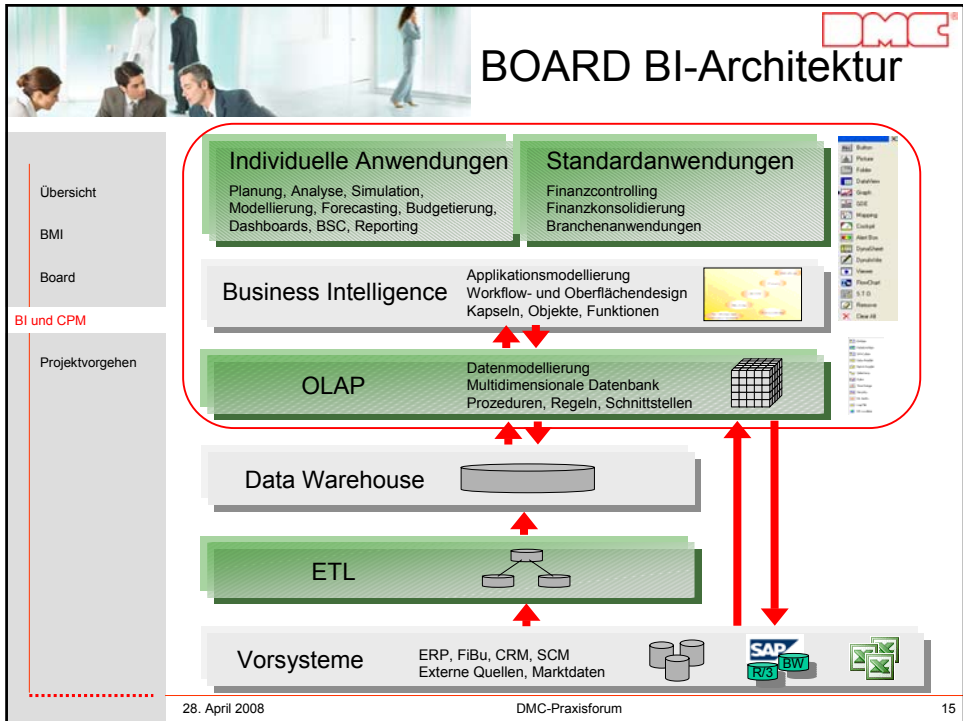 DMC
BOARD BI-Architektur
Übersicht
BMI
Board
BI und CPM
Projektvorgehen
Individuelle Anwendungen
Planung, Analyse, Simulation,
Modellierung, Forecasting, Budgetierung,
Dashboards, BSC, Reporting
Standardanwendungen
Finanzcontrolling
Finanzkonsolidierung
Branchenanwendungen
Button
Picture
Folder
DataView
Graph
Mapping
Cockpit
Alert Box
DynaSheet
Viewer
FlowChart
Remove
Clear All
Business Intelligence
Applikationsmodellierung
Workflow- und Oberflächendesign
Kapseln, Objekte, Funktionen
OLAP
Datenmodellierung
Multidimensionale Datenbank
Prozeduren, Regeln, Schnittstellen
Data Warehouse
ETL
Vorsysteme
ERP, FiBu, CRM, SCM
Externe Quellen, Marktdaten
SAP
R/3
BW
28. April 2008
DMC-Praxisforum
15